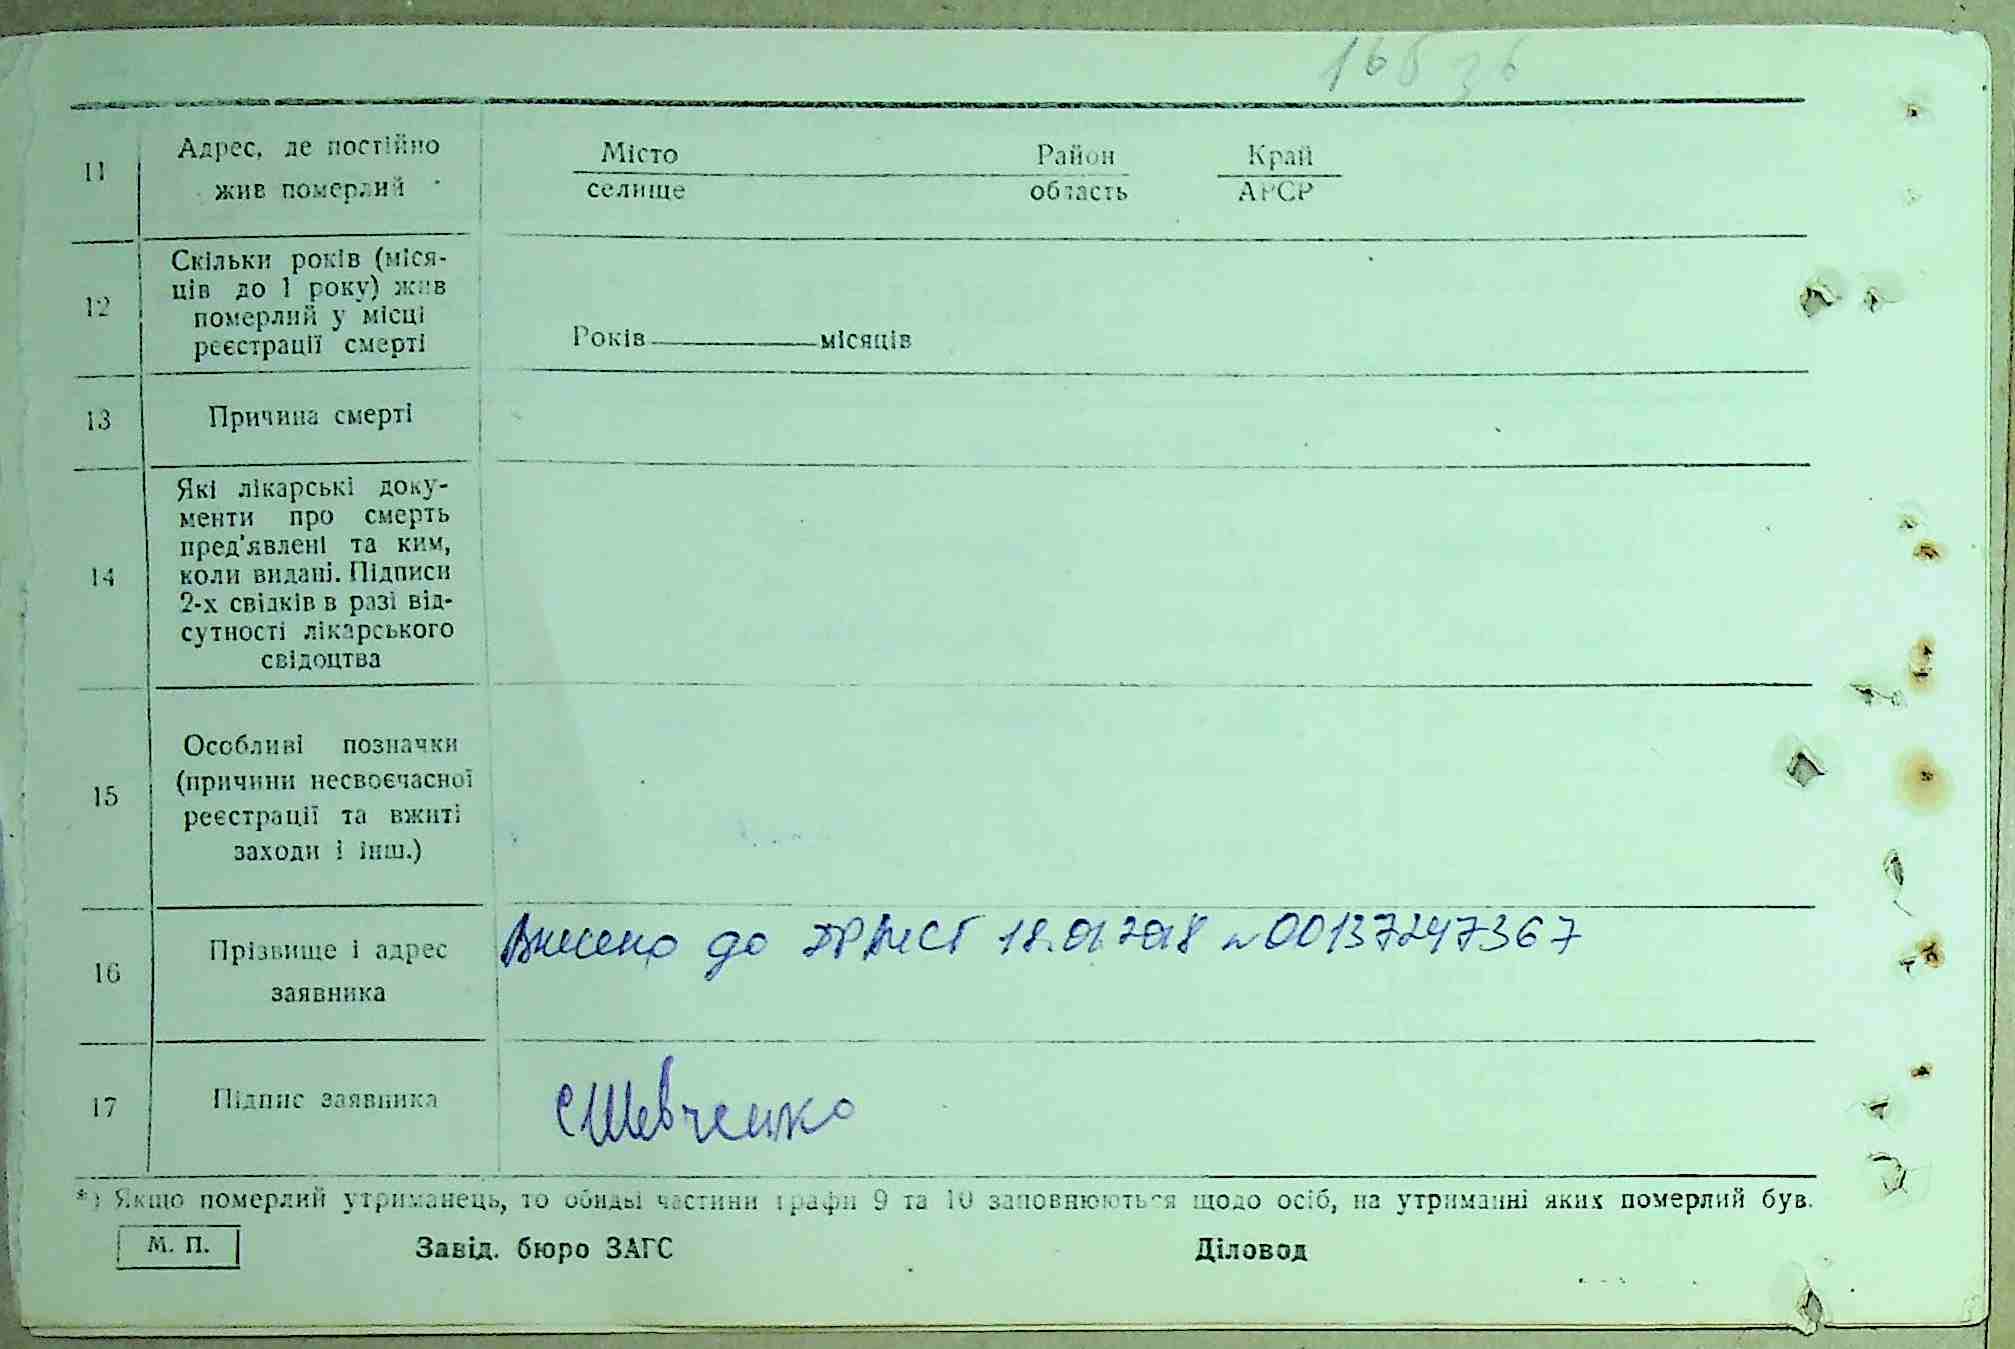 11
Адрес, де постійно
жив померлий
Місто
селище
Район
область
Край
АРСР
12
Скільки років (міся-
ців до 1 року) жив
померлий у місці
реєстрації смерті
Років місяців
13
Причина смерті
14
Які лікарські доку-
менти про смерть
пред'явлені та ким,
коли видані. Підписи
2-х свідків в разі від-
сутності лікарського
свідоцтва
15
Особливі позначки
(причини несвоєчасної
реєстрації та вжиті
заходи і інш.)
16
Прізвище і адрес
заявника
Внесено до 18.01.2018 № 00137247367
17
Підпис заявника
Є Шевченко
*) Якщо померлий утриманець, то обидві частини графи 9 та 10 заповнюються щодо осіб, на утриманні яких померлий був.
М. П.
Завід. бюро ЗАГС
Діловод